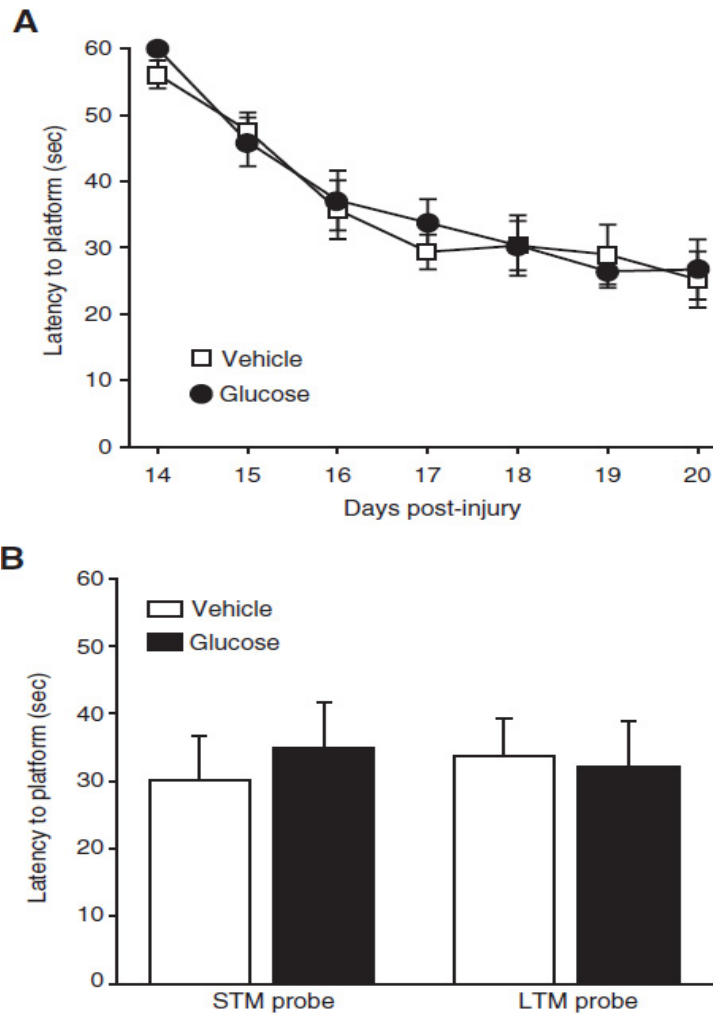 A
Latency to platform (sec)
60
50
40
30
20
10
0
Vehicle
Glucose
14 15 16 17 18 19 20
Days post-injury
B
Latency to platform (sec)
60
50
40
30
20
10
0
Vehicle
Glucose
STM probe LTM probe